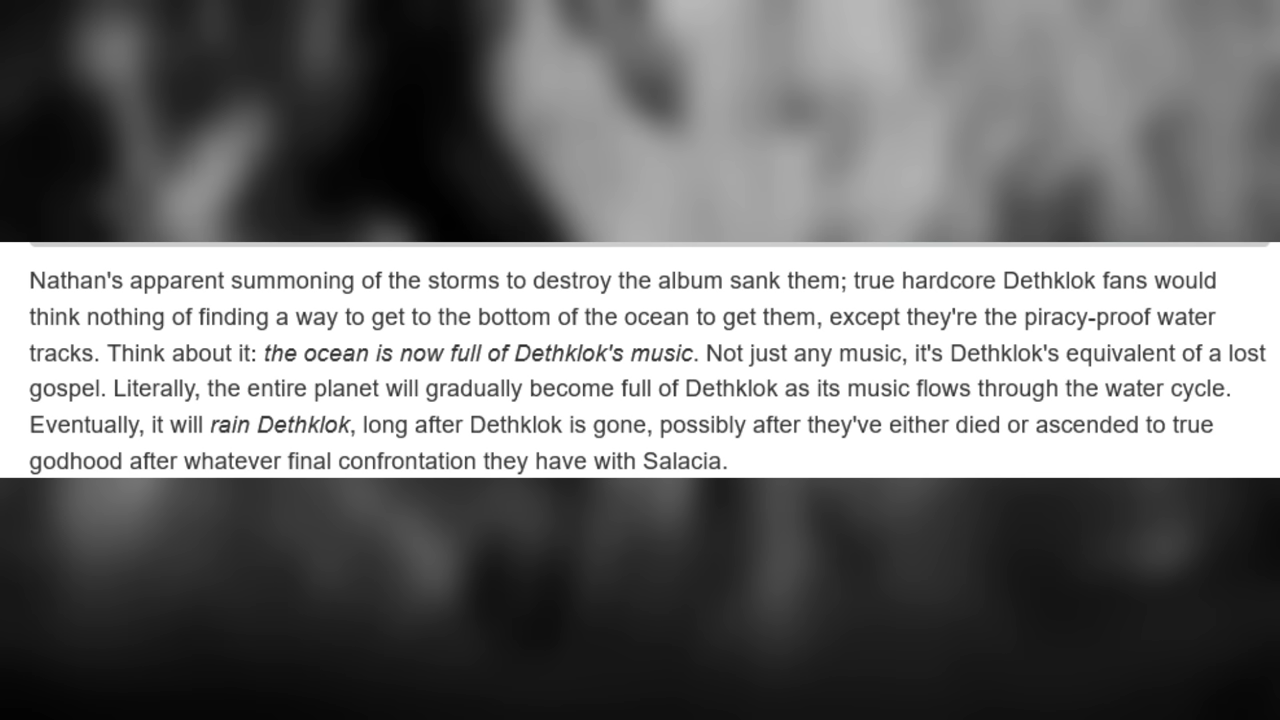 Nathan's apparent summoning of the storms to destroy the album sank them; true hardcore Dethklok fans would
think nothing of finding a way to get to the bottom of the ocean to get them, except they're the piracy-proof water
tracks. Think about it: the ocean is now full of Dethklok's music. Not just any music, it's Dethklok's equivalent of a lost
gospel. Literally, the entire planet will gradually become full of Dethklok as its music flows through the water cycle.
Eventually, it will rain Dethklok, long after Dethklok is gone, possibly after they've either died or ascended to true
godhood after whatever final confrontation they have with Salacia.